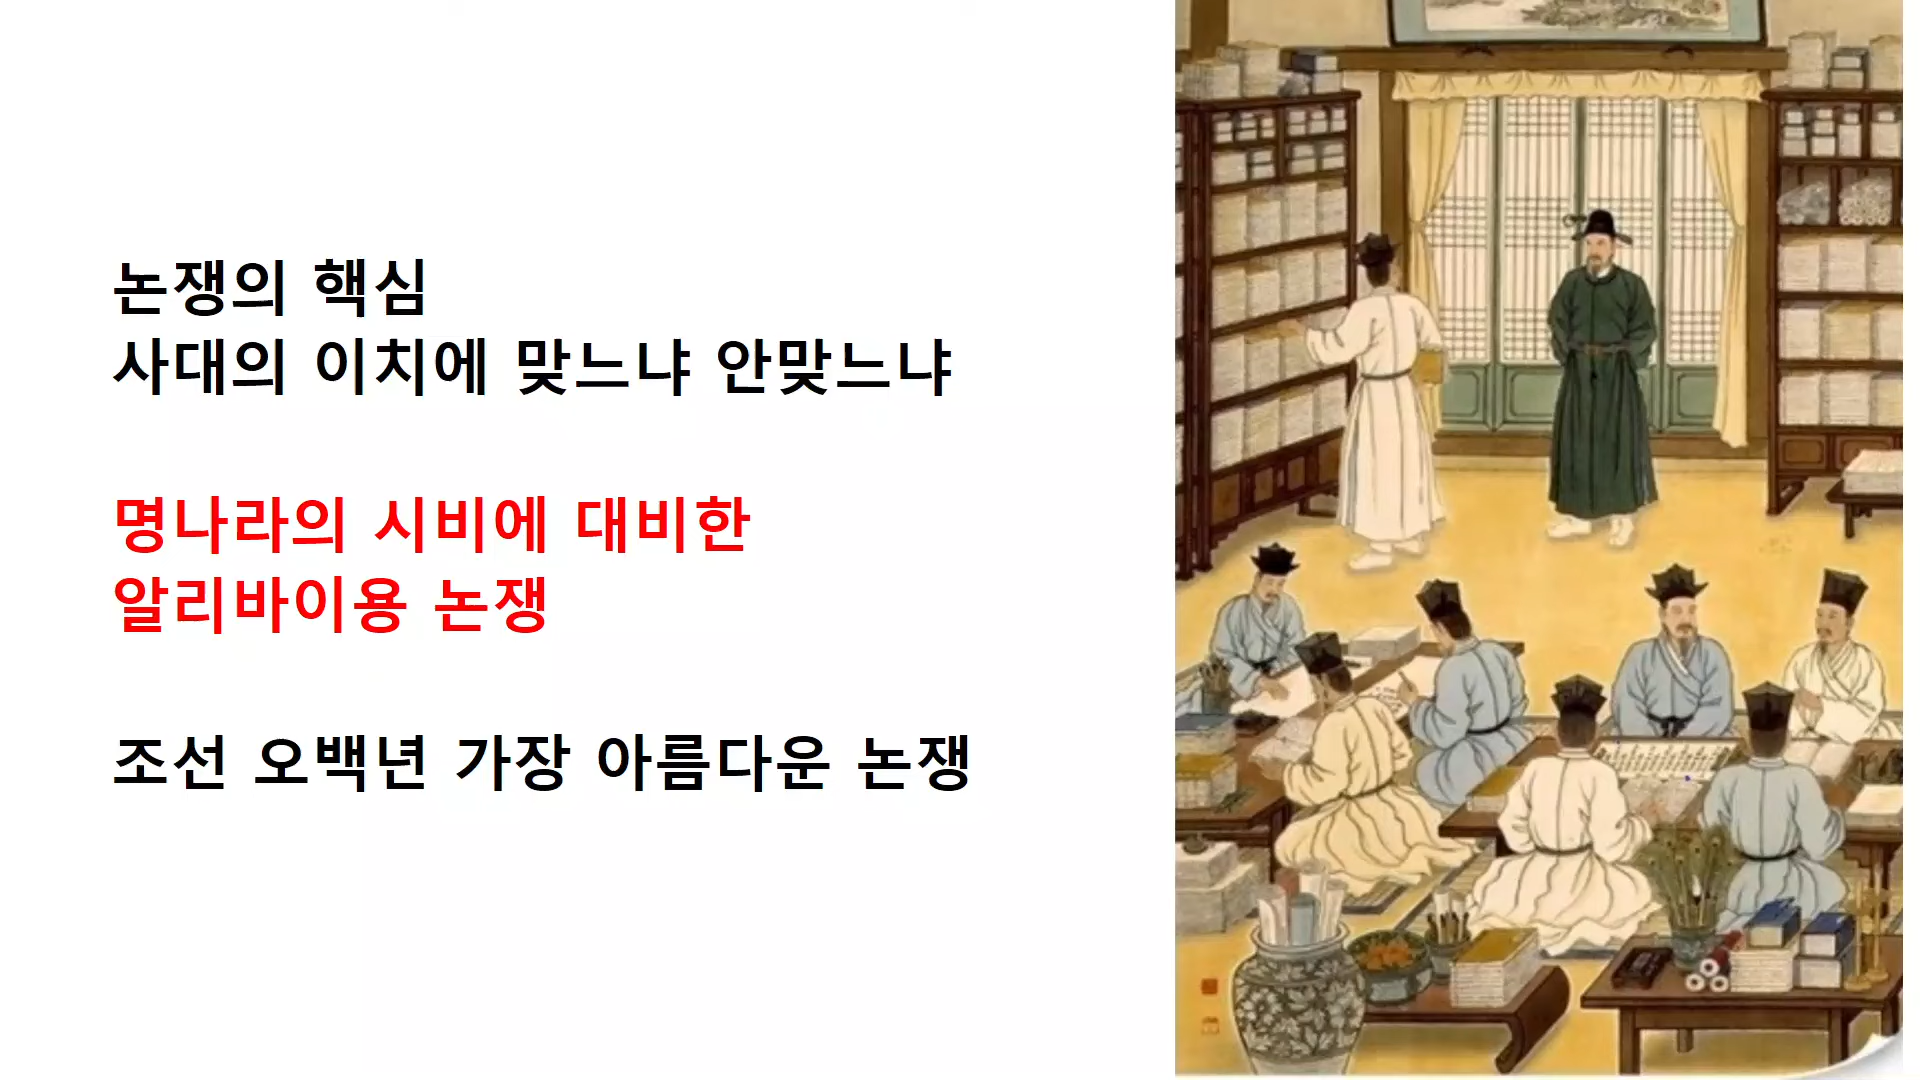 논쟁의 핵심
사대의 이치에 맞느냐 안맞느냐
명나라의 시비에 대비한
알리바이용 논쟁
조선 오백년 가장 아름다운 논쟁